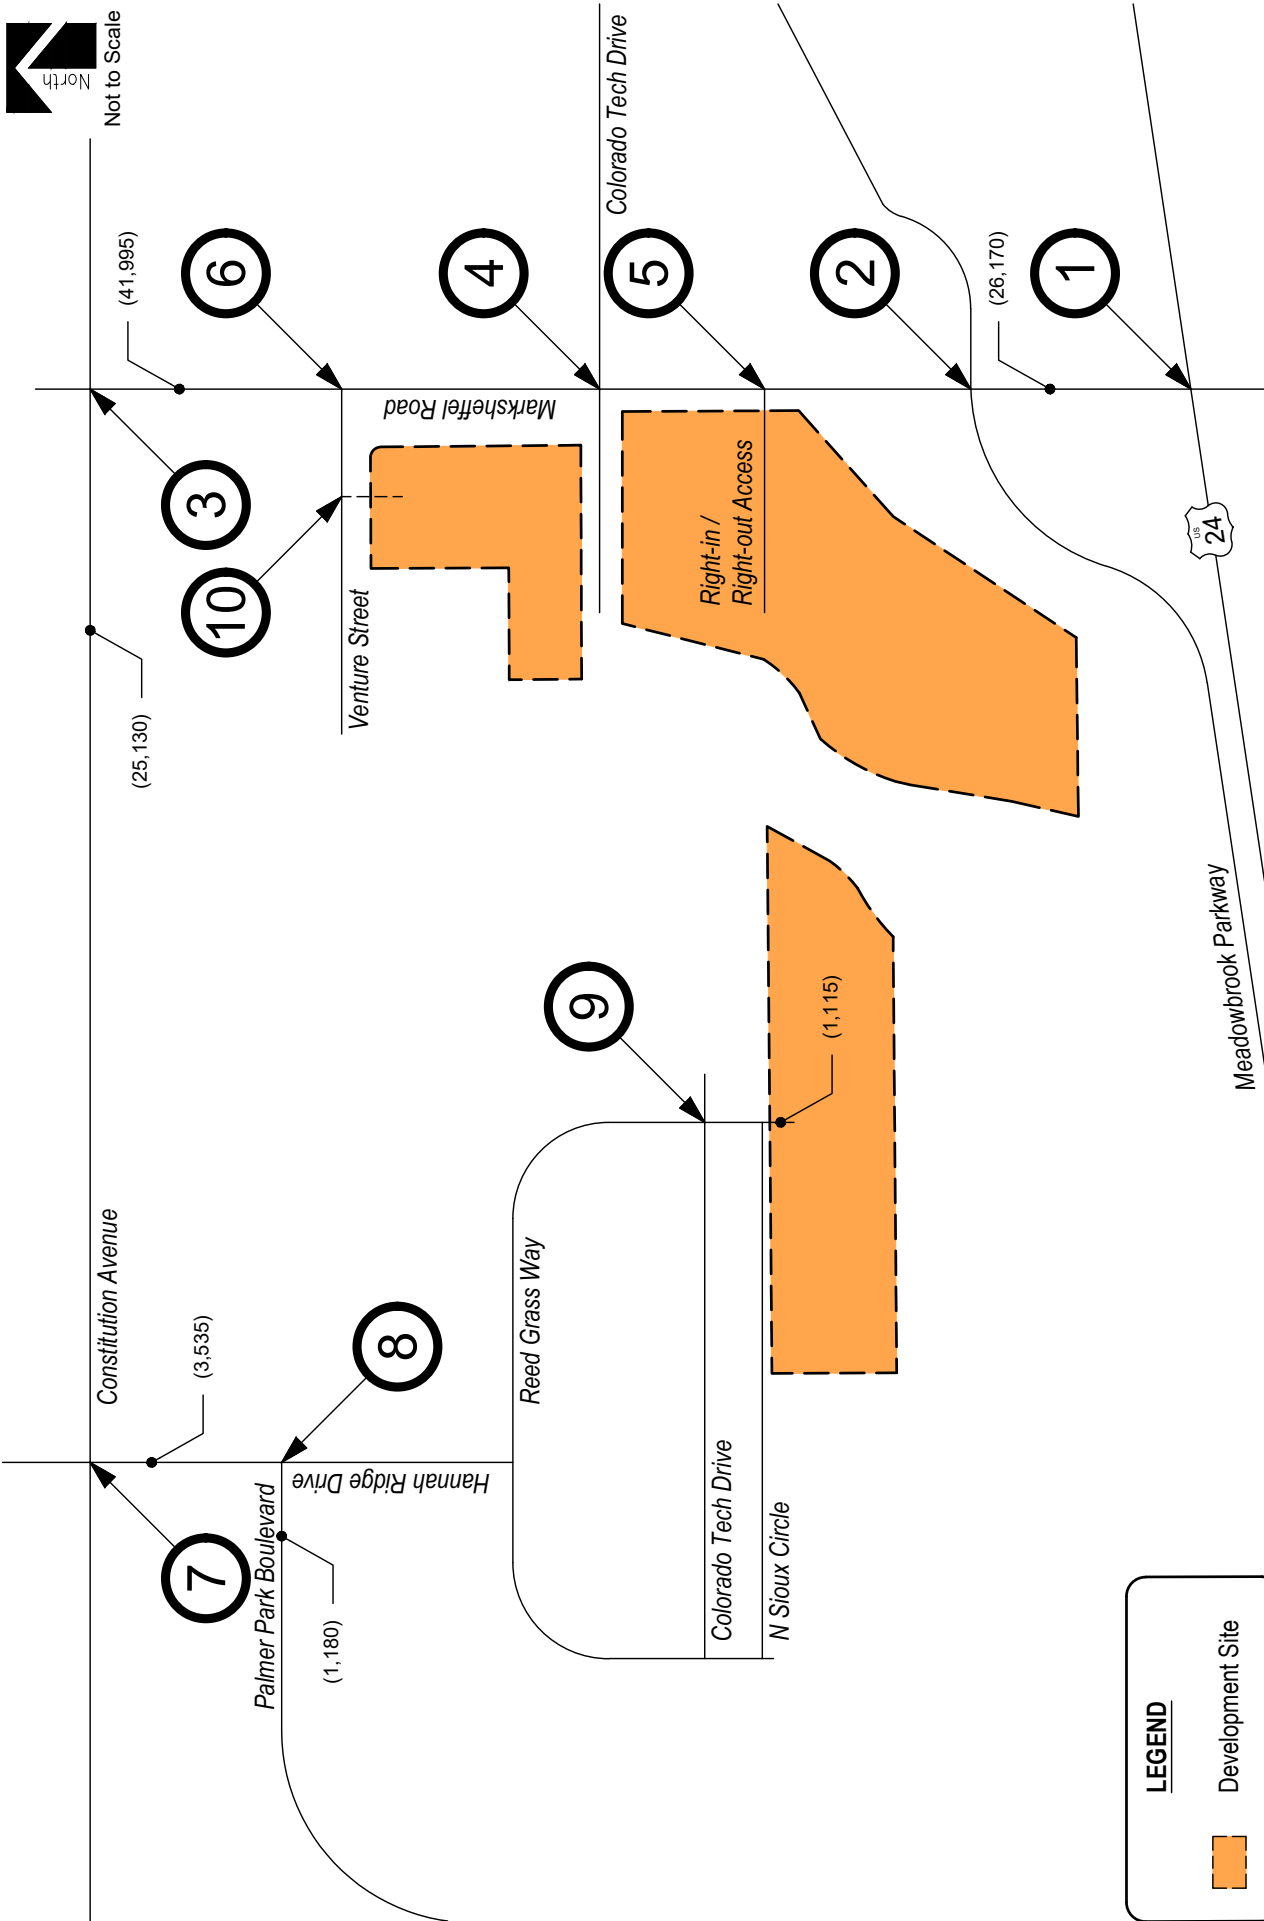 North
Not to Scale
Constitution Avenue
(41,995)
(25,130)
(3,535)
3
6
10
7
Venture Street
Marksheffel Road
4
Colorado Tech Drive
5
Right-in /
Right-out Access
2
(26,170)
1
US
24
Meadowbrook Parkway
8
Palmer Park Boulevard
(1,180)
Hannah Ridge Drive
Reed Grass Way
9
(1,115)
Colorado Tech Drive
N Sioux Circle
LEGEND
Development Site